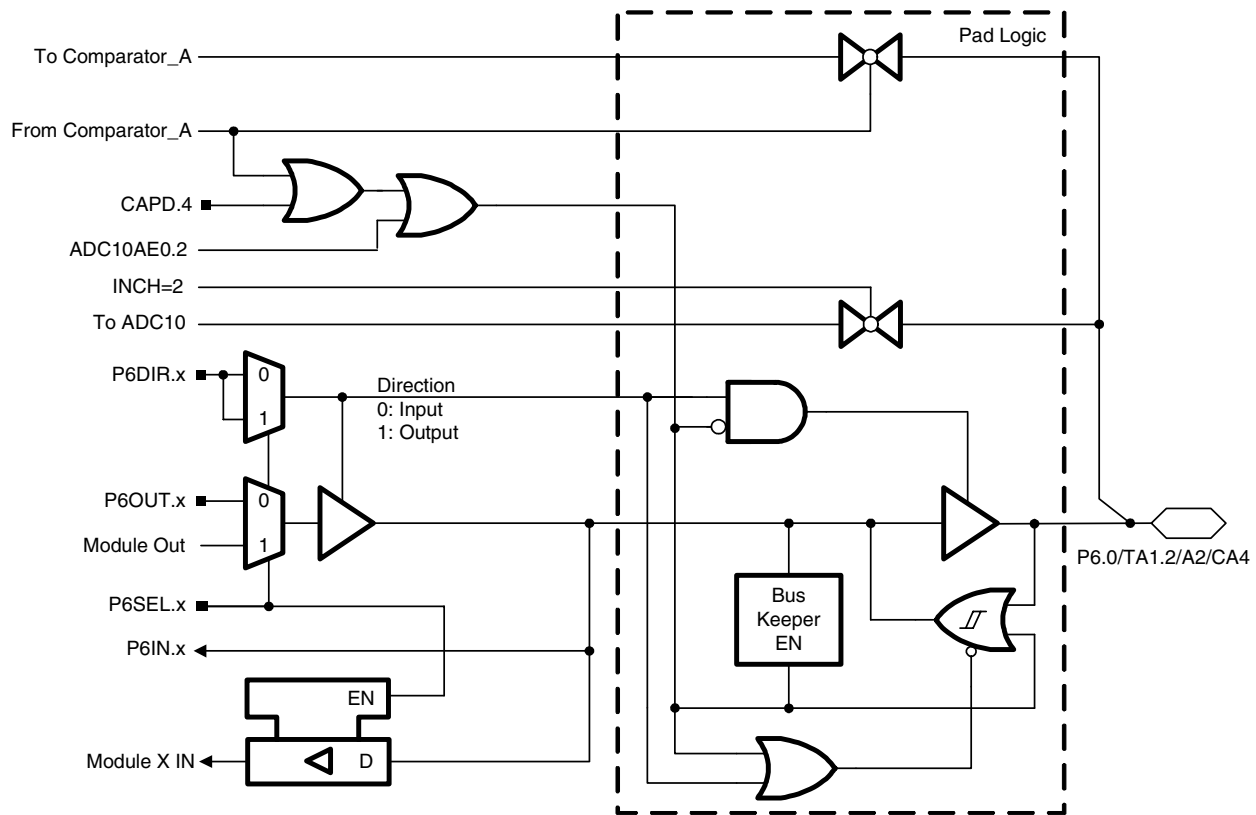 Pad Logic
To Comparator_A
From Comparator_A
CAPD.4
ADC10AE0.2
INCH=2
To ADC10
P6DIR.x
0
1
Direction
0: Input
1: Output
P6OUT.x
0
Module Out
1
P6.0/TA1.2/A2/CA4
P6SEL.x
Bus
Keeper
EN
P6IN.x
EN
Module X IN
D